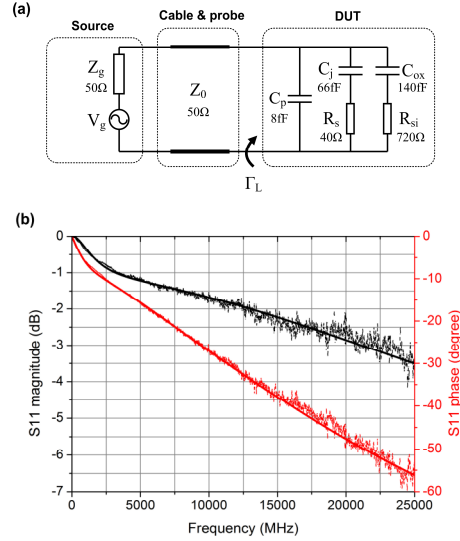 (a)
Source
Cable & probe
DUT
Zg
50Ω
Vg
Z0
50Ω
Cp
8fF
Cj
66fF
Rs
40Ω
Cox
140fF
Rsi
720Ω
ΓL
(b)
S11 magnitude (dB)
0
-1
-2
-3
-4
-5
-6
-7
0
-10
-20
-30
-40
-50
-60
S11 phase (degree)
0 5000 10000 15000 20000 25000
Frequency (MHz)